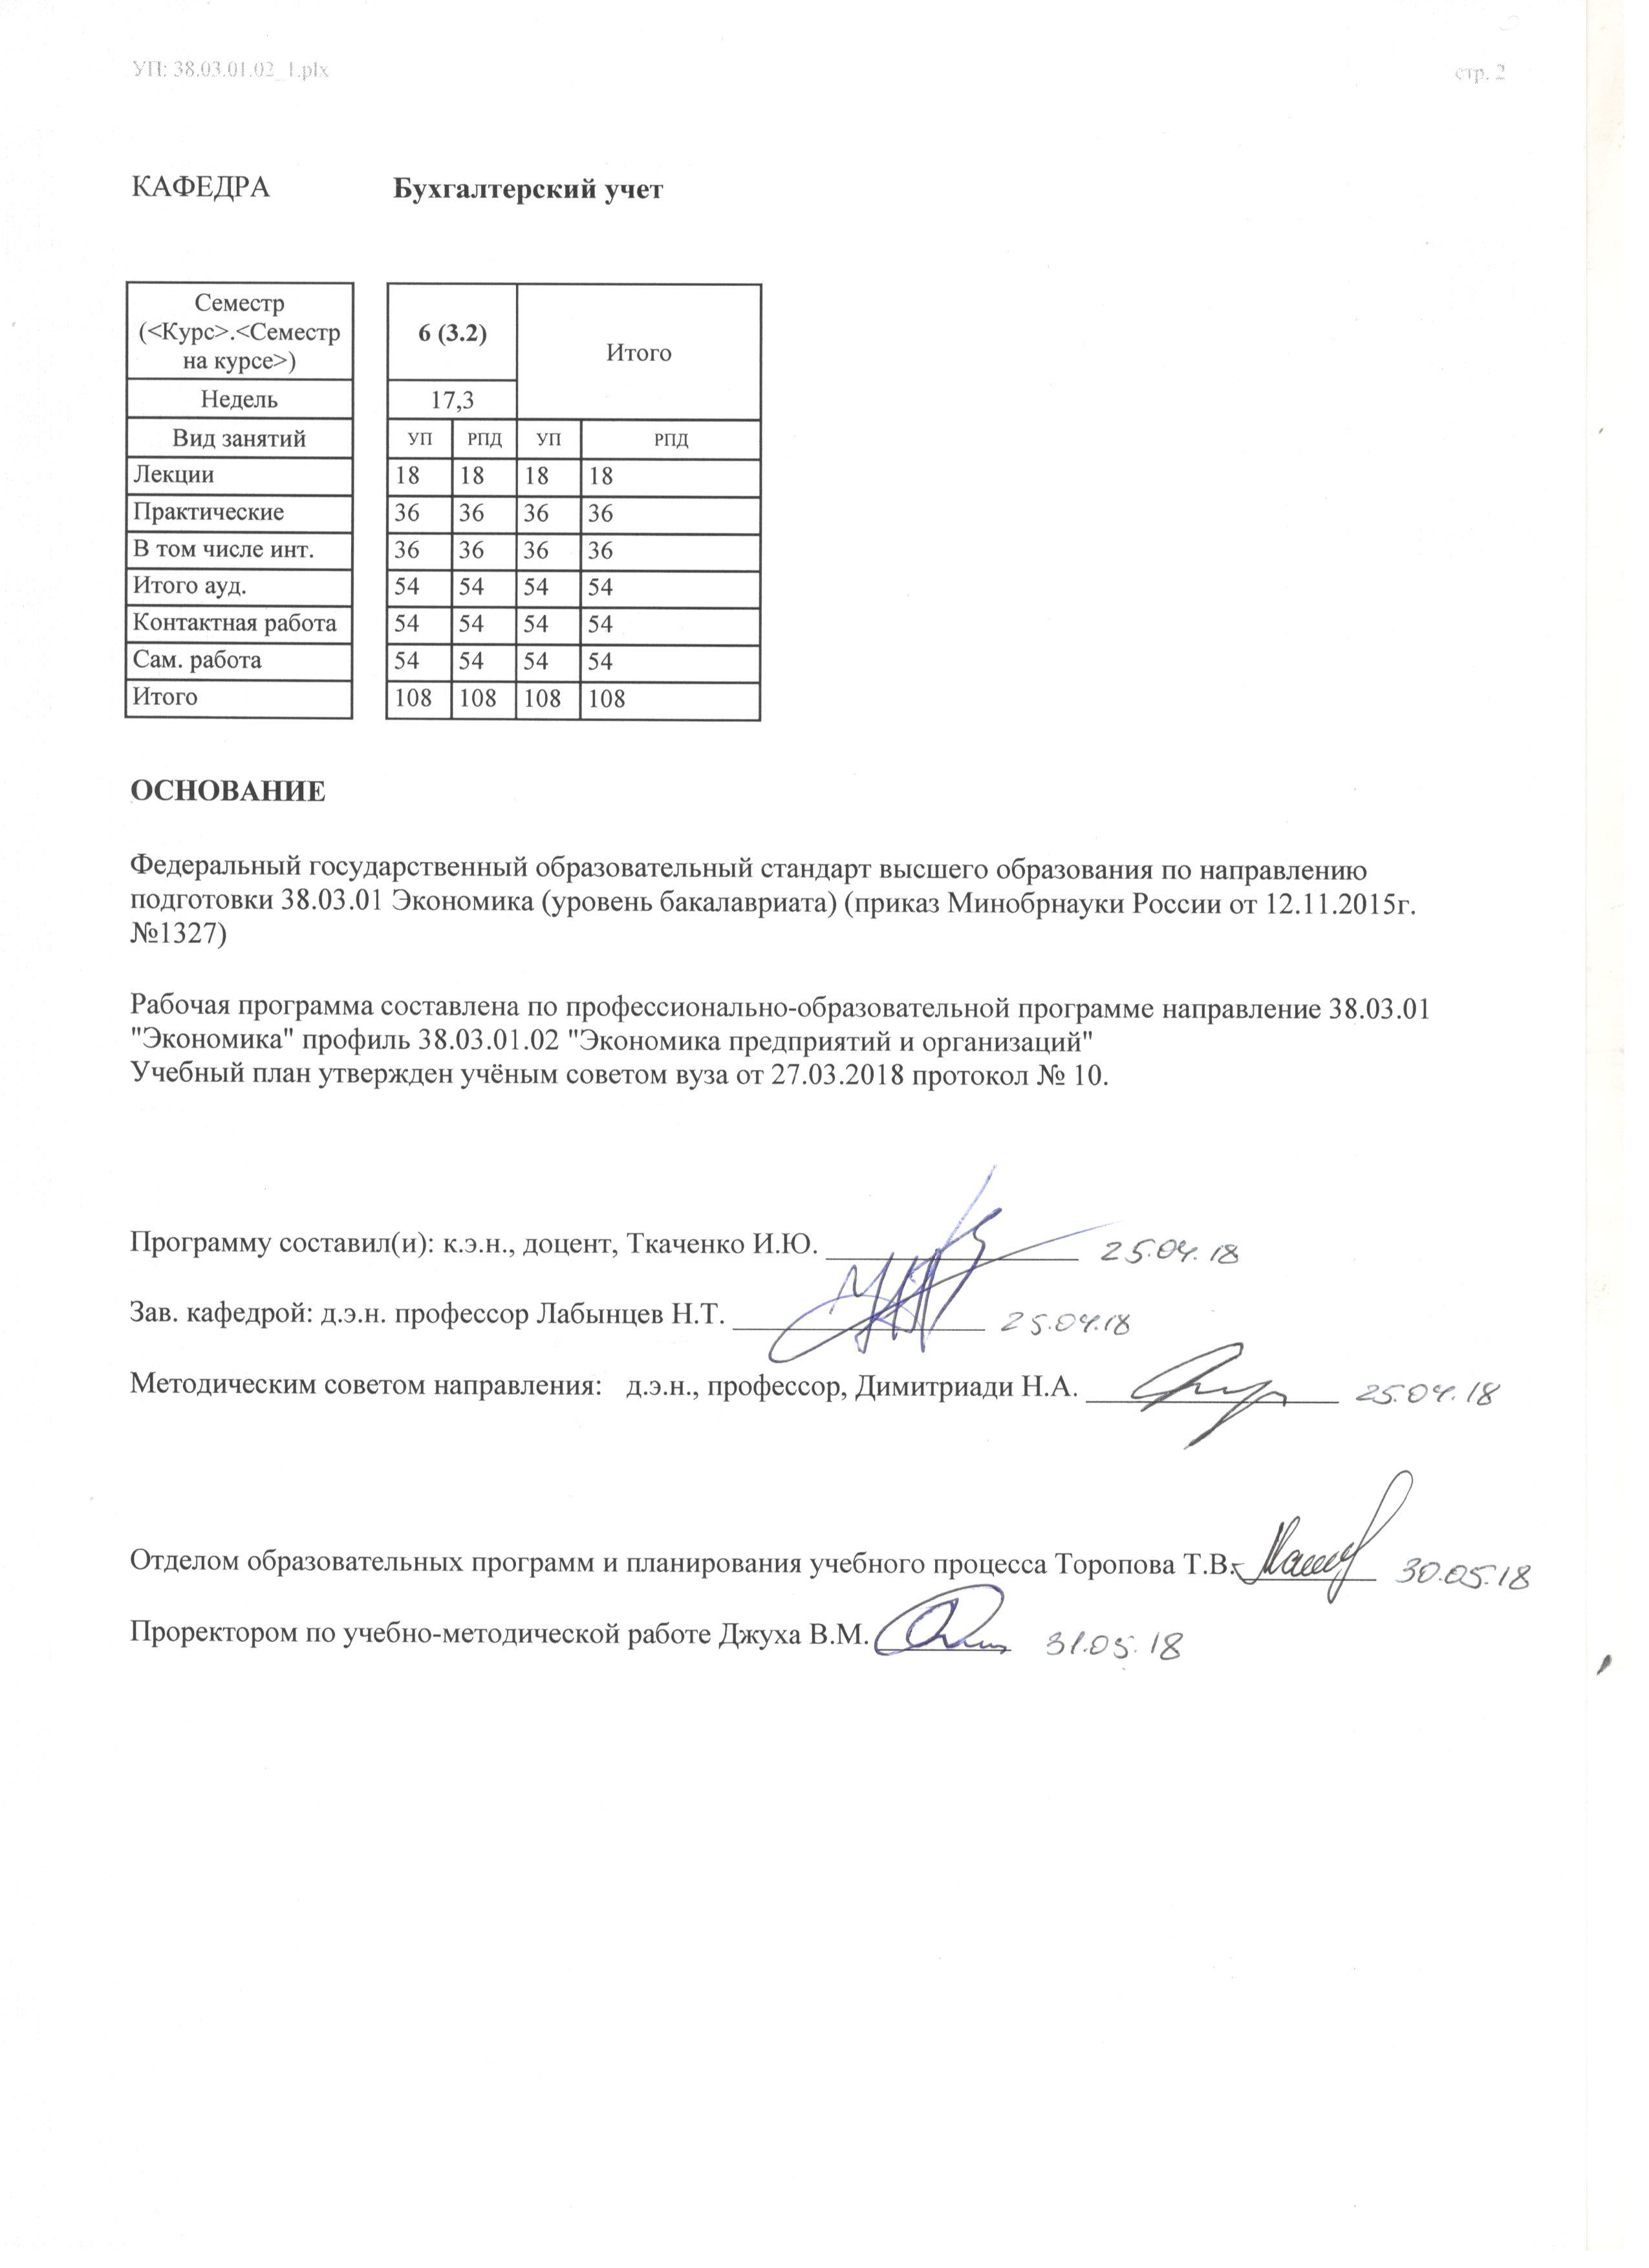 УП: 38.03.01.02_1.plx стр. 2
КАФЕДРА Бухгалтерский учет
Семестр
(<Курс>.<Семестр
на курсе>)
6 (3.2) Итого
Недель 17,3
Вид занятий УП РПД УП РПД
Лекции 18 18 18 18
Практические 36 36 36 36
В том числе инт. 36 36 36 36
Итого ауд. 54 54 54 54
Контактная работа 54 54 54 54
Сам. работа 54 54 54 54
Итого 108 108 108 108
ОСНОВАНИЕ
Федеральный государственный образовательный стандарт высшего образования по направлению
подготовки 38.03.01 Экономика (уровень бакалавриата) (приказ Минобрнауки России от 12.11.2015г.
№1327)
Рабочая программа составлена по профессионально-образовательной программе направление 38.03.01
"Экономика" профиль 38.03.01.02 "Экономика предприятий и организаций"
Учебный план утвержден учёным советом вуза от 27.03.2018 протокол № 10.
Программу составил(и): к.э.н., доцент, Ткаченко И.Ю. 25.04.18
Зав. кафедрой: д.э.н. профессор Лабынцев Н.Т. 25.04.18
Методическим советом направления: д.э.н., профессор, Димитриади Н.А. 25.04.18
Отделом образовательных программ и планирования учебного процесса Торопова Т.В. 30.05.18
Проректором по учебно-методической работе Джуха В.М. 31.05.18